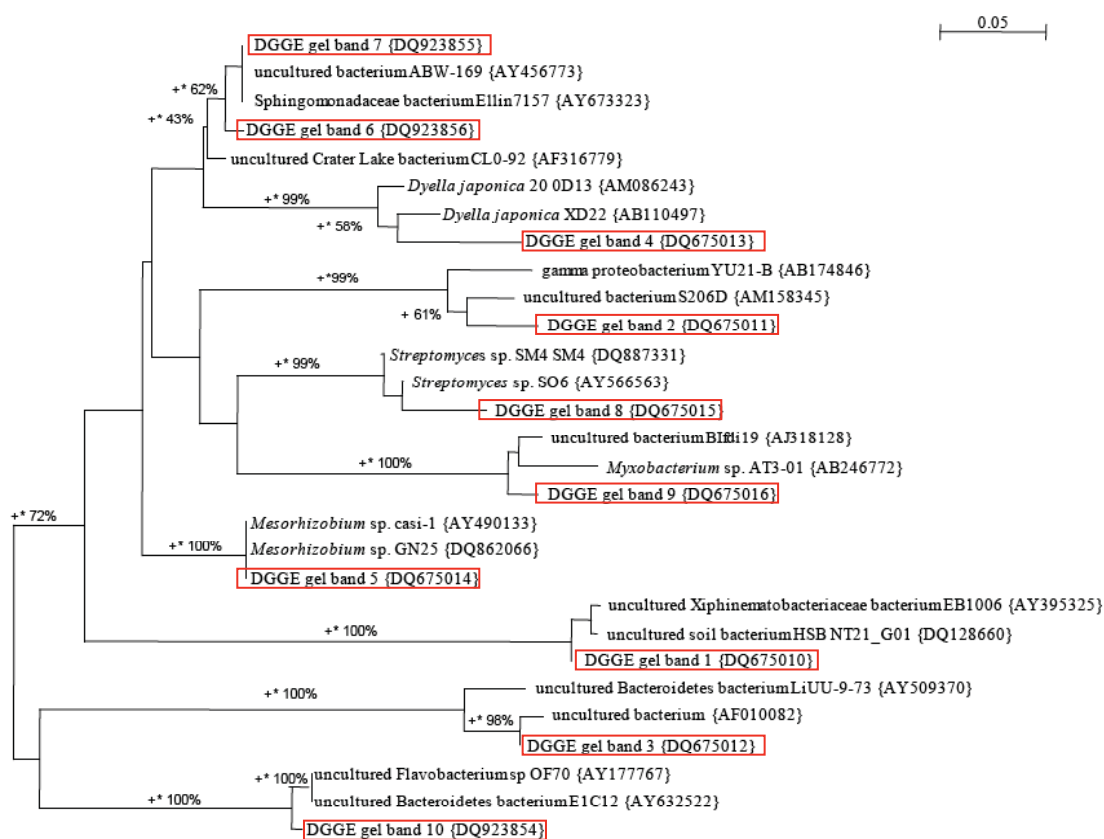 0.05
DGGE gel band 7 {DQ923855}
uncultured bacterium ABW-169 {AY456773}
+* 62%
Sphingomonadaceae bacterium Ellin7157 {AY673323}
+* 43%
DGGE gel band 6 {DQ923856}
uncultured Crater Lake bacterium CL0-92 {AF316779}
Dyella japonica 20 0D13 {AM086243}
+* 99%
Dyella japonica XD22 {AB110497}
+* 58%
DGGE gel band 4 {DQ675013}
gamma proteobacterium YU21-B {AB174846}
+*99%
uncultured bacterium S206D {AM158345}
+ 61%
DGGE gel band 2 {DQ675011}
Streptomyces sp. SM4 SM4 {DQ887331}
+* 99%
Streptomyces sp. SO6 {AY566563}
DGGE gel band 8 {DQ675015}
uncultured bacterium BIfdi19 {AJ318128}
+* 100%
Myxobacterium sp. AT3-01 {AB246772}
DGGE gel band 9 {DQ675016}
+* 72%
Mesorhizobium sp. casi-1 {AY490133}
+* 100%
Mesorhizobium sp. GN25 {DQ862066}
DGGE gel band 5 {DQ675014}
uncultured Xiphinematobacteriaceae bacterium EB1006 {AY395325}
+* 100%
uncultured soil bacterium HSB NT21_G01 {DQ128660}
DGGE gel band 1 {DQ675010}
uncultured Bacteroidetes bacterium LiUU-9-73 {AY509370}
+* 100%
uncultured bacterium {AF010082}
+* 98%
DGGE gel band 3 {DQ675012}
uncultured Flavobacterium sp OF70 {AY177767}
+* 100%
uncultured Bacteroidetes bacterium E1C12 {AY632522}
+* 100%
DGGE gel band 10 {DQ923854}